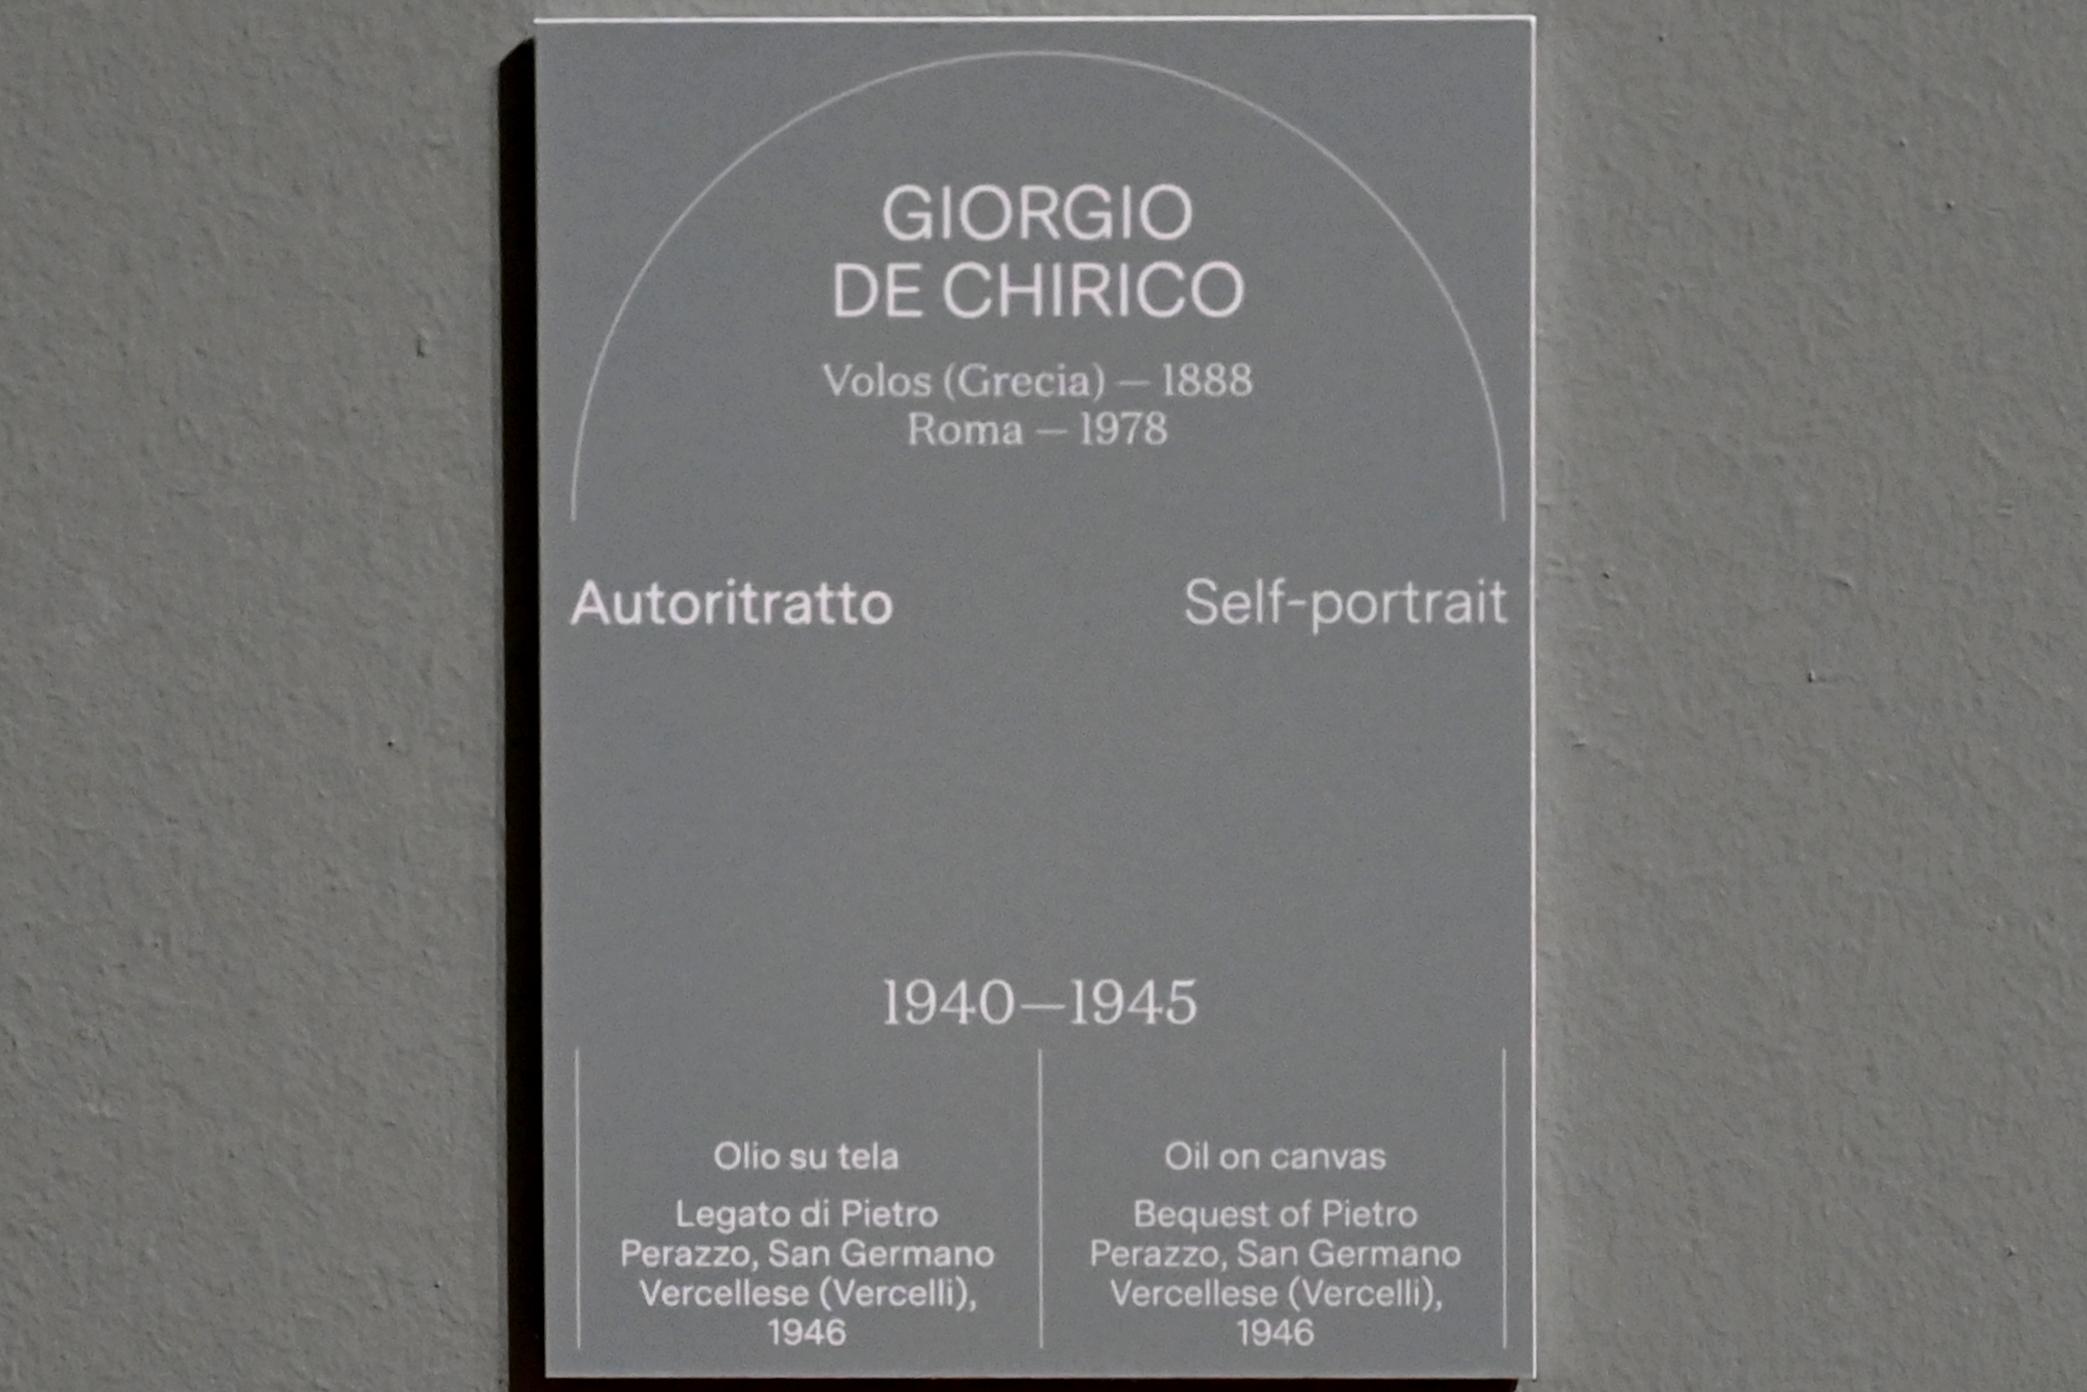 GIORGIO
DE CHIRICO
Volos (Grecia) — 1888
Roma — 1978
Autoritratto
Self-portrait
1940—1945
Olio su tela
Legato di Pietro
Perazzo, San Germano
Vercellese (Vercelli),
1946
Oil on canvas
Bequest of Pietro
Perazzo, San Germano
Vercellese (Vercelli),
1946